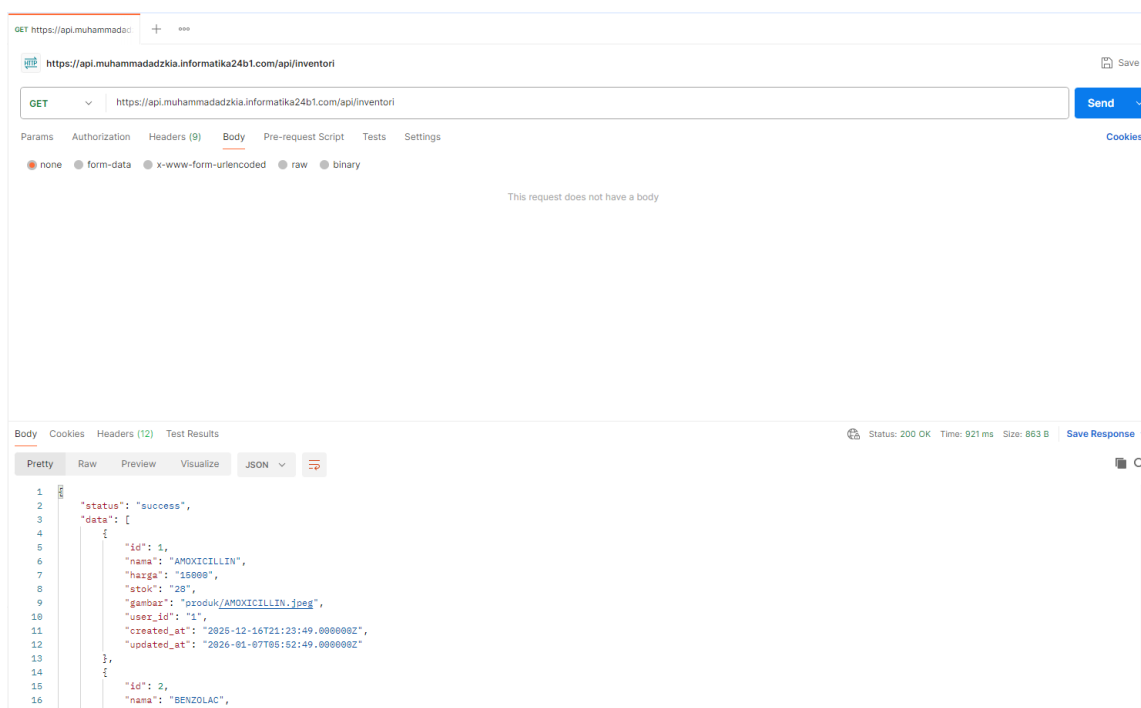 GET https://api.muhammadad
https://api.muhammadadzkia.informatika24b1.com/api/inventori
Save
GET https://api.muhammadadzkia.informatika24b1.com/api/inventori
Send
Params Authorization Headers (9) Body Pre-request Script Tests Settings
Cookies
none form-data x-www-form-urlencoded raw binary
This request does not have a body
Body Cookies Headers (12) Test Results
Status: 200 OK Time: 921 ms Size: 863 B Save Response
Pretty Raw Preview Visualize JSON
1 {
2 "status": "success",
3 "data": [
4 {
5 "id": 1,
6 "nama": "AMOXICILLIN",
7 "harga": "15000",
8 "stok": "28",
9 "gambar": "produk/AMOXICILLIN.jpeg",
10 "user_id": "1",
11 "created_at": "2025-12-16T21:23:49.000000Z",
12 "updated_at": "2026-01-07T05:52:49.000000Z"
13 },
14 {
15 "id": 2,
16 "nama": "BENZOLAC",